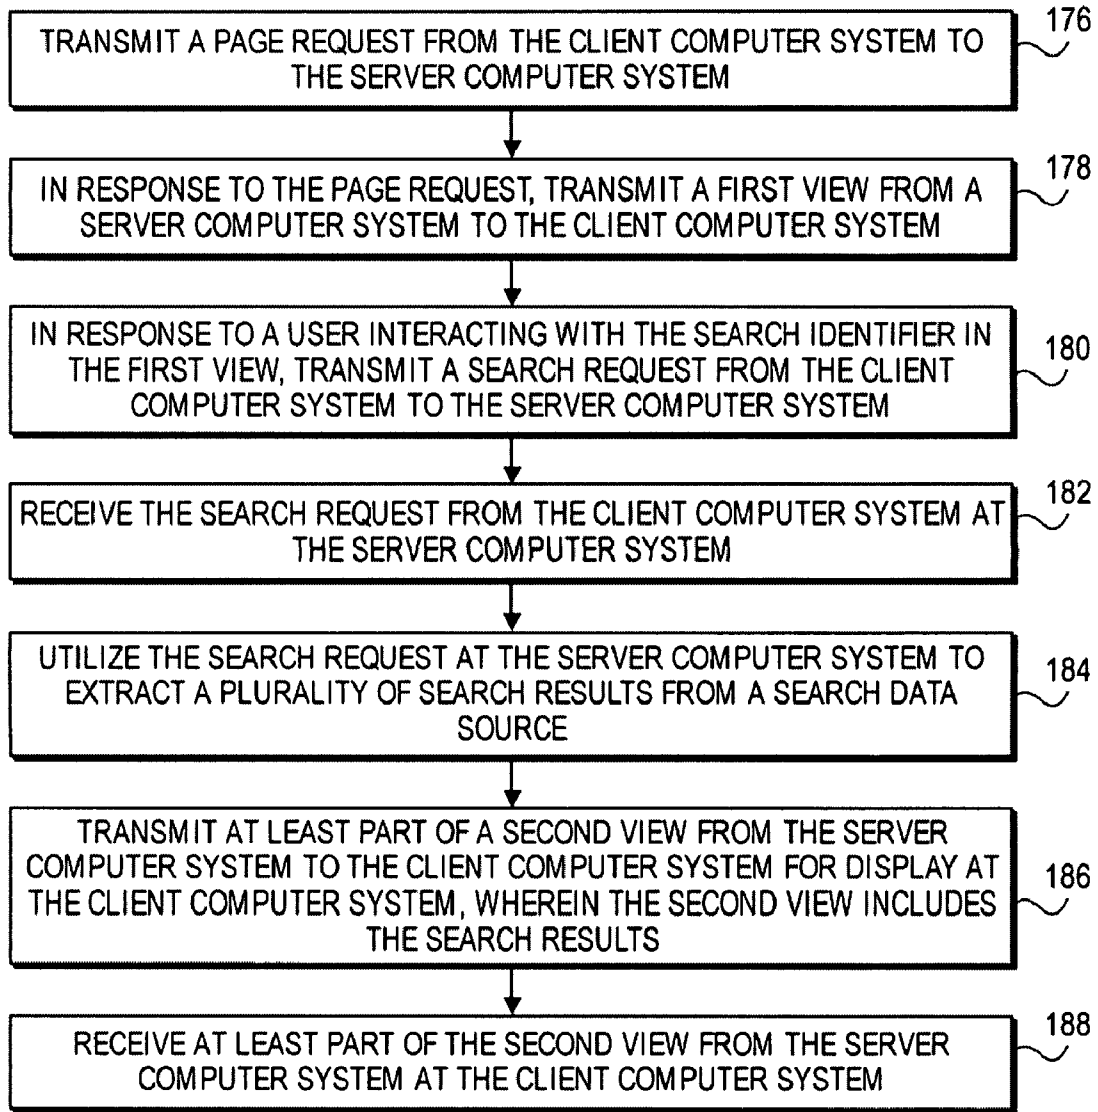 176
TRANSMIT A PAGE REQUEST FROM THE CLIENT COMPUTER SYSTEM TO
THE SERVER COMPUTER SYSTEM
178
IN RESPONSE TO THE PAGE REQUEST, TRANSMIT A FIRST VIEW FROM A
SERVER COMPUTER SYSTEM TO THE CLIENT COMPUTER SYSTEM
180
IN RESPONSE TO A USER INTERACTING WITH THE SEARCH IDENTIFIER IN
THE FIRST VIEW, TRANSMIT A SEARCH REQUEST FROM THE CLIENT
COMPUTER SYSTEM TO THE SERVER COMPUTER SYSTEM
182
RECEIVE THE SEARCH REQUEST FROM THE CLIENT COMPUTER SYSTEM AT
THE SERVER COMPUTER SYSTEM
184
UTILIZE THE SEARCH REQUEST AT THE SERVER COMPUTER SYSTEM TO
EXTRACT A PLURALITY OF SEARCH RESULTS FROM A SEARCH DATA
SOURCE
186
TRANSMIT AT LEAST PART OF A SECOND VIEW FROM THE SERVER
COMPUTER SYSTEM TO THE CLIENT COMPUTER SYSTEM FOR DISPLAY AT
THE CLIENT COMPUTER SYSTEM, WHEREIN THE SECOND VIEW INCLUDES
THE SEARCH RESULTS
188
RECEIVE AT LEAST PART OF THE SECOND VIEW FROM THE SERVER
COMPUTER SYSTEM AT THE CLIENT COMPUTER SYSTEM